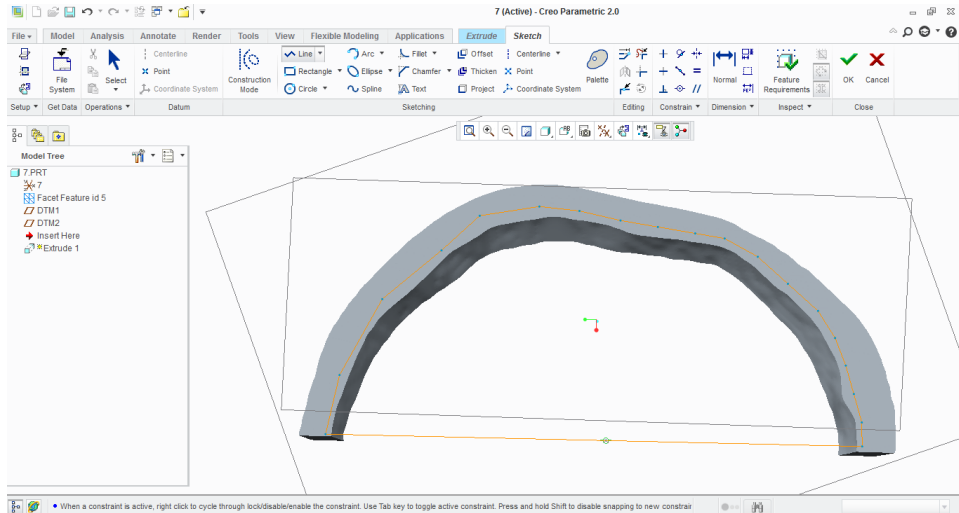 7 (Active) - Creo Parametric 2.0
File Model Analysis Annotate Render Tools View Flexible Modeling Applications Extrude Sketch
Centerline Line Arc Fillet Offset Centerline
Point Rectangle Ellipse Chamfer Thicken Point
Coordinate System Circle Spline Text Project Coordinate System
File System Select Construction Mode Palette Normal Feature Requirements OK Cancel
Setup Get Data Operations Datum Sketching Editing Constrain Dimension Inspect Close
Model Tree
7.PRT
7
Facet Feature id 5
DTM1
DTM2
Insert Here
Extrude 1
When a constraint is active, right click to cycle through lock/disable/enable the constraint. Use Tab key to toggle active constraint. Press and hold Shift to disable snapping to new constrair